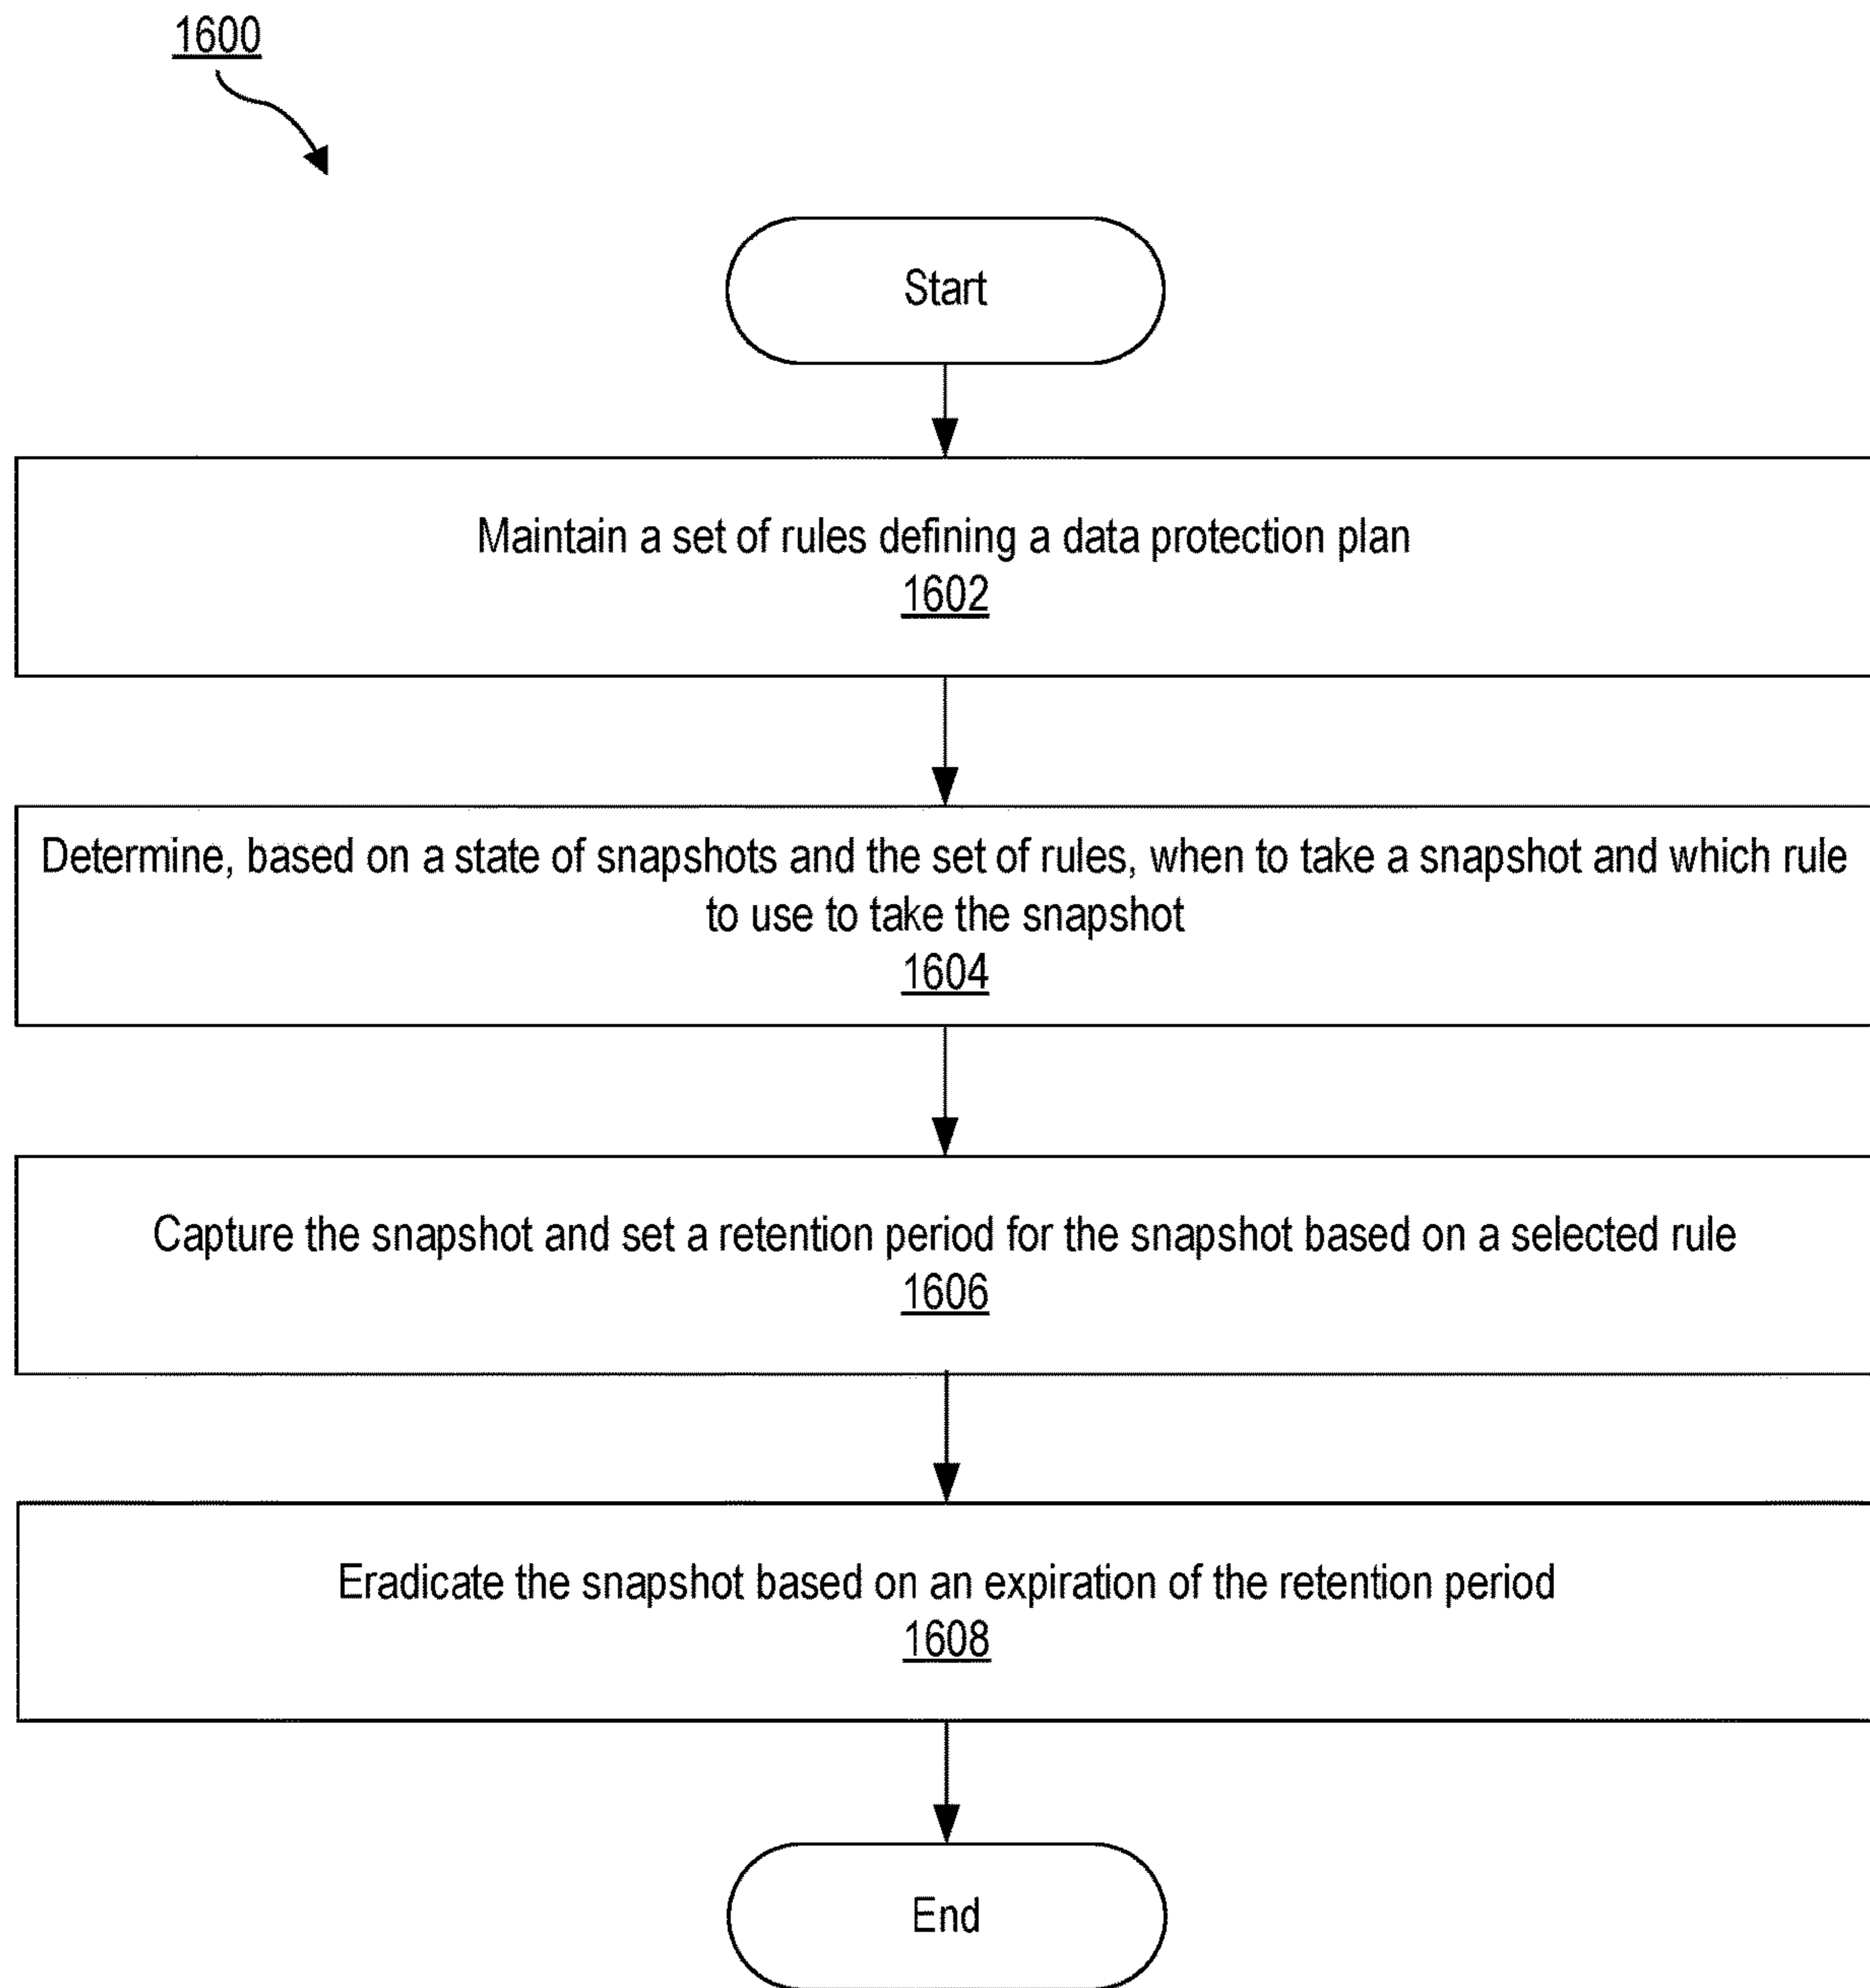 1600
Start
Maintain a set of rules defining a data protection plan
1602
Determine, based on a state of snapshots and the set of rules, when to take a snapshot and which rule
to use to take the snapshot
1604
Capture the snapshot and set a retention period for the snapshot based on a selected rule
1606
Eradicate the snapshot based on an expiration of the retention period
1608
End